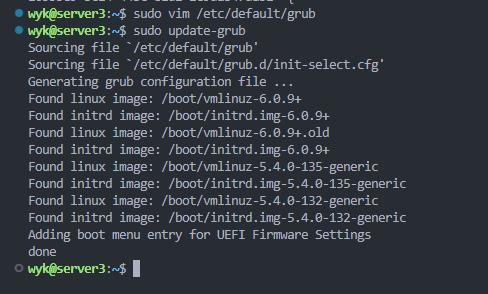 wyk@server3:~$ sudo vim /etc/default/grub
wyk@server3:~$ sudo update-grub
Sourcing file `/etc/default/grub'
Sourcing file `/etc/default/grub.d/init-select.cfg'
Generating grub configuration file ...
Found linux image: /boot/vmlinuz-6.0.9+
Found initrd image: /boot/initrd.img-6.0.9+
Found linux image: /boot/vmlinuz-6.0.9+.old
Found initrd image: /boot/initrd.img-6.0.9+
Found linux image: /boot/vmlinuz-5.4.0-135-generic
Found initrd image: /boot/initrd.img-5.4.0-135-generic
Found linux image: /boot/vmlinuz-5.4.0-132-generic
Found initrd image: /boot/initrd.img-5.4.0-132-generic
Adding boot menu entry for UEFI Firmware Settings
done
wyk@server3:~$